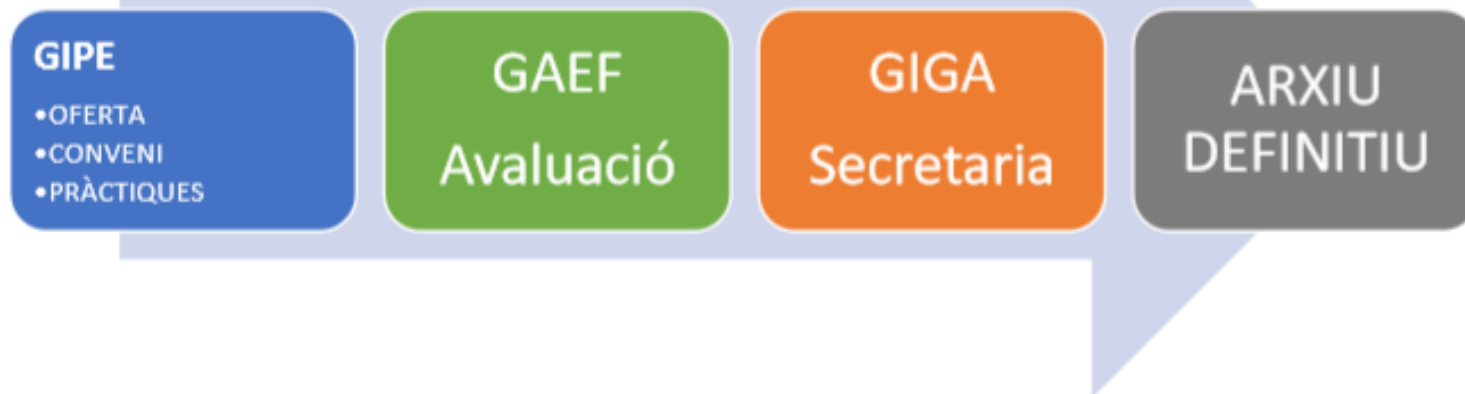 GIPE
•OFERTA
•CONVENI
•PRÀCTIQUES
GAEF
Avaluació
GIGA
Secretaria
ARXIU
DEFINITIU